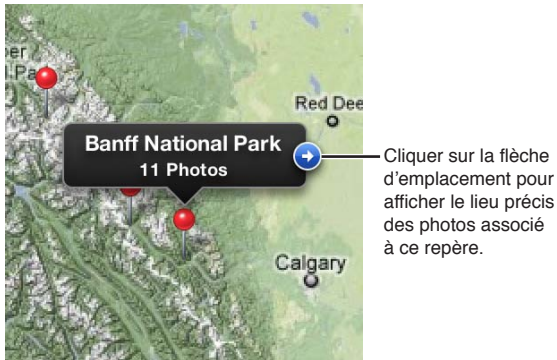 Red Dee
Banff National Park
11 Photos
Calgary
Cliquer sur la flèche
d'emplacement pour
afficher le lieu précis
des photos associé
à ce repère.